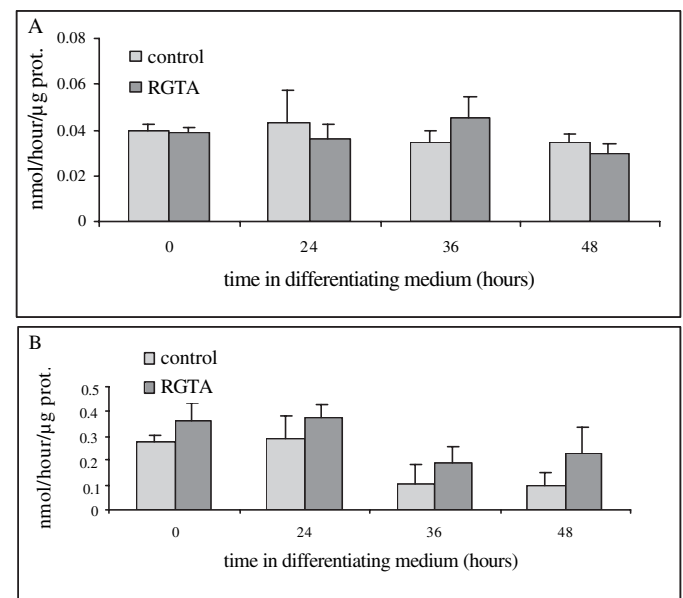 A
0.08
control
0.06
RGTA
0.04
0.02
0
nmol/hour/µg prot.
0 24 36 48
time in differentiating medium (hours)
B
control
RGTA
0.5
0.4
0.3
0.2
0.1
0
nmol/hour/µg prot.
0 24 36 48
time in differentiating medium (hours)